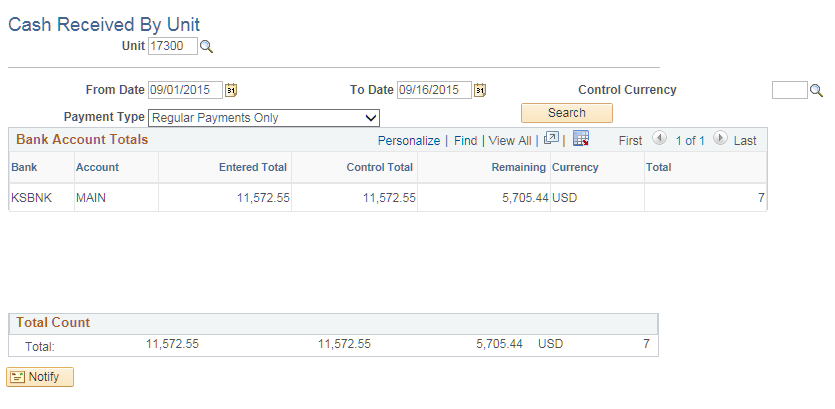 Cash Received By Unit
Unit 17300
From Date 09/01/2015 To Date 09/16/2015 Control Currency
Payment Type Regular Payments Only Search
Bank Account Totals Personalize | Find | View All | | First 1 of 1 Last
Bank Account Entered Total Control Total Remaining Currency Total
KSBNK MAIN 11,572.55 11,572.55 5,705.44 USD 7
Total Count
Total: 11,572.55 11,572.55 5,705.44 USD 7
Notify